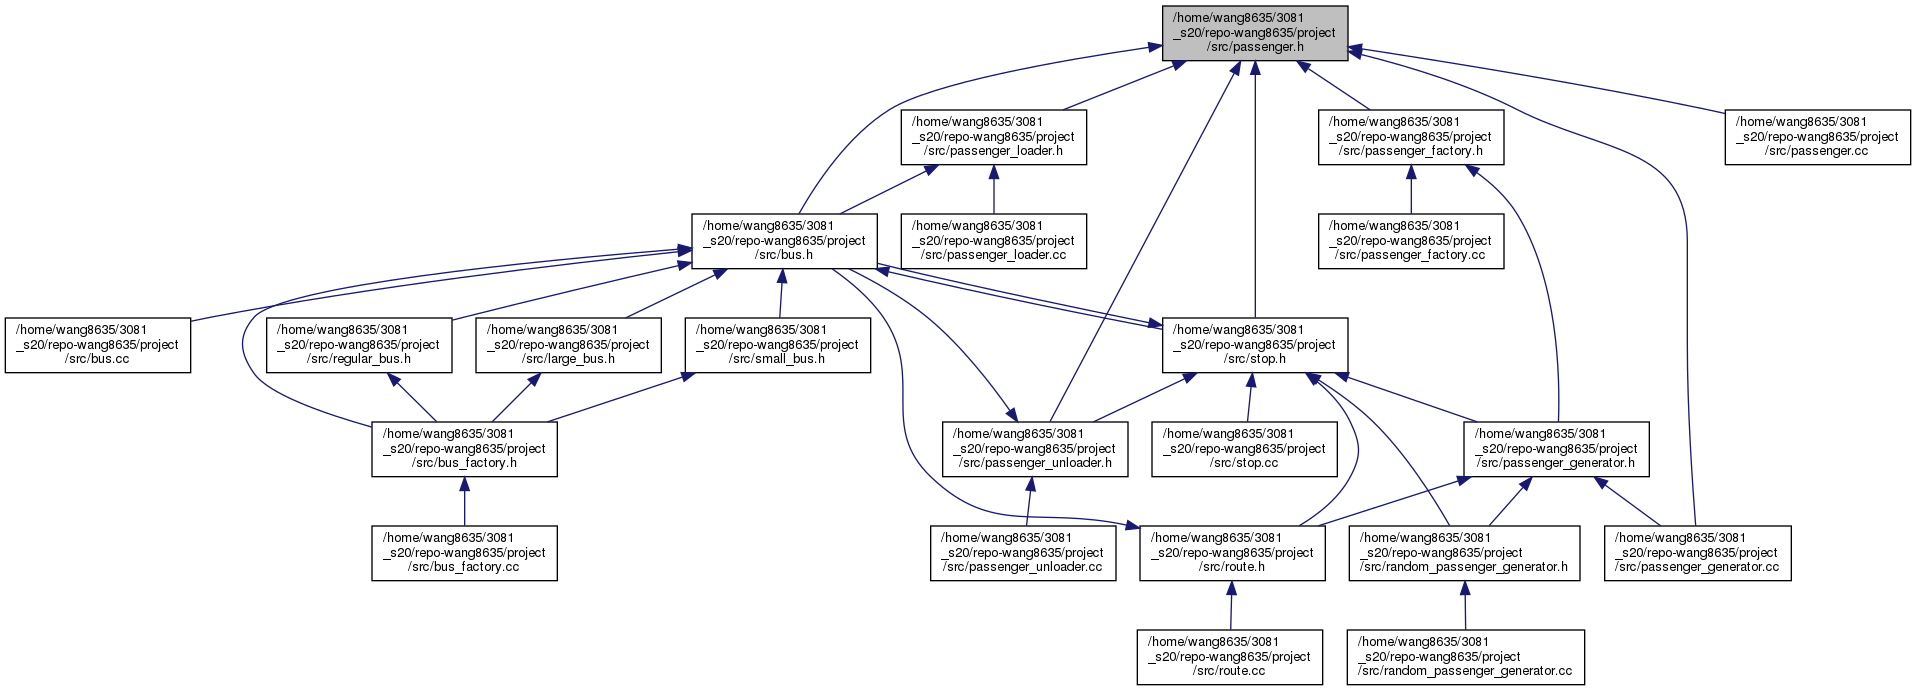 /home/wang8635/3081
_s20/repo-wang8635/project
/src/passenger.h
/home/wang8635/3081
_s20/repo-wang8635/project
/src/passenger_loader.h
/home/wang8635/3081
_s20/repo-wang8635/project
/src/passenger_factory.h
/home/wang8635/3081
_s20/repo-wang8635/project
/src/passenger.cc
/home/wang8635/3081
_s20/repo-wang8635/project
/src/bus.h
/home/wang8635/3081
_s20/repo-wang8635/project
/src/passenger_loader.cc
/home/wang8635/3081
_s20/repo-wang8635/project
/src/passenger_factory.cc
/home/wang8635/3081
_s20/repo-wang8635/project
/src/bus.cc
/home/wang8635/3081
_s20/repo-wang8635/project
/src/regular_bus.h
/home/wang8635/3081
_s20/repo-wang8635/project
/src/large_bus.h
/home/wang8635/3081
_s20/repo-wang8635/project
/src/small_bus.h
/home/wang8635/3081
_s20/repo-wang8635/project
/src/stop.h
/home/wang8635/3081
_s20/repo-wang8635/project
/src/bus_factory.h
/home/wang8635/3081
_s20/repo-wang8635/project
/src/passenger_unloader.h
/home/wang8635/3081
_s20/repo-wang8635/project
/src/stop.cc
/home/wang8635/3081
_s20/repo-wang8635/project
/src/passenger_generator.h
/home/wang8635/3081
_s20/repo-wang8635/project
/src/bus_factory.cc
/home/wang8635/3081
_s20/repo-wang8635/project
/src/passenger_unloader.cc
/home/wang8635/3081
_s20/repo-wang8635/project
/src/route.h
/home/wang8635/3081
_s20/repo-wang8635/project
/src/random_passenger_generator.h
/home/wang8635/3081
_s20/repo-wang8635/project
/src/passenger_generator.cc
/home/wang8635/3081
_s20/repo-wang8635/project
/src/route.cc
/home/wang8635/3081
_s20/repo-wang8635/project
/src/random_passenger_generator.cc